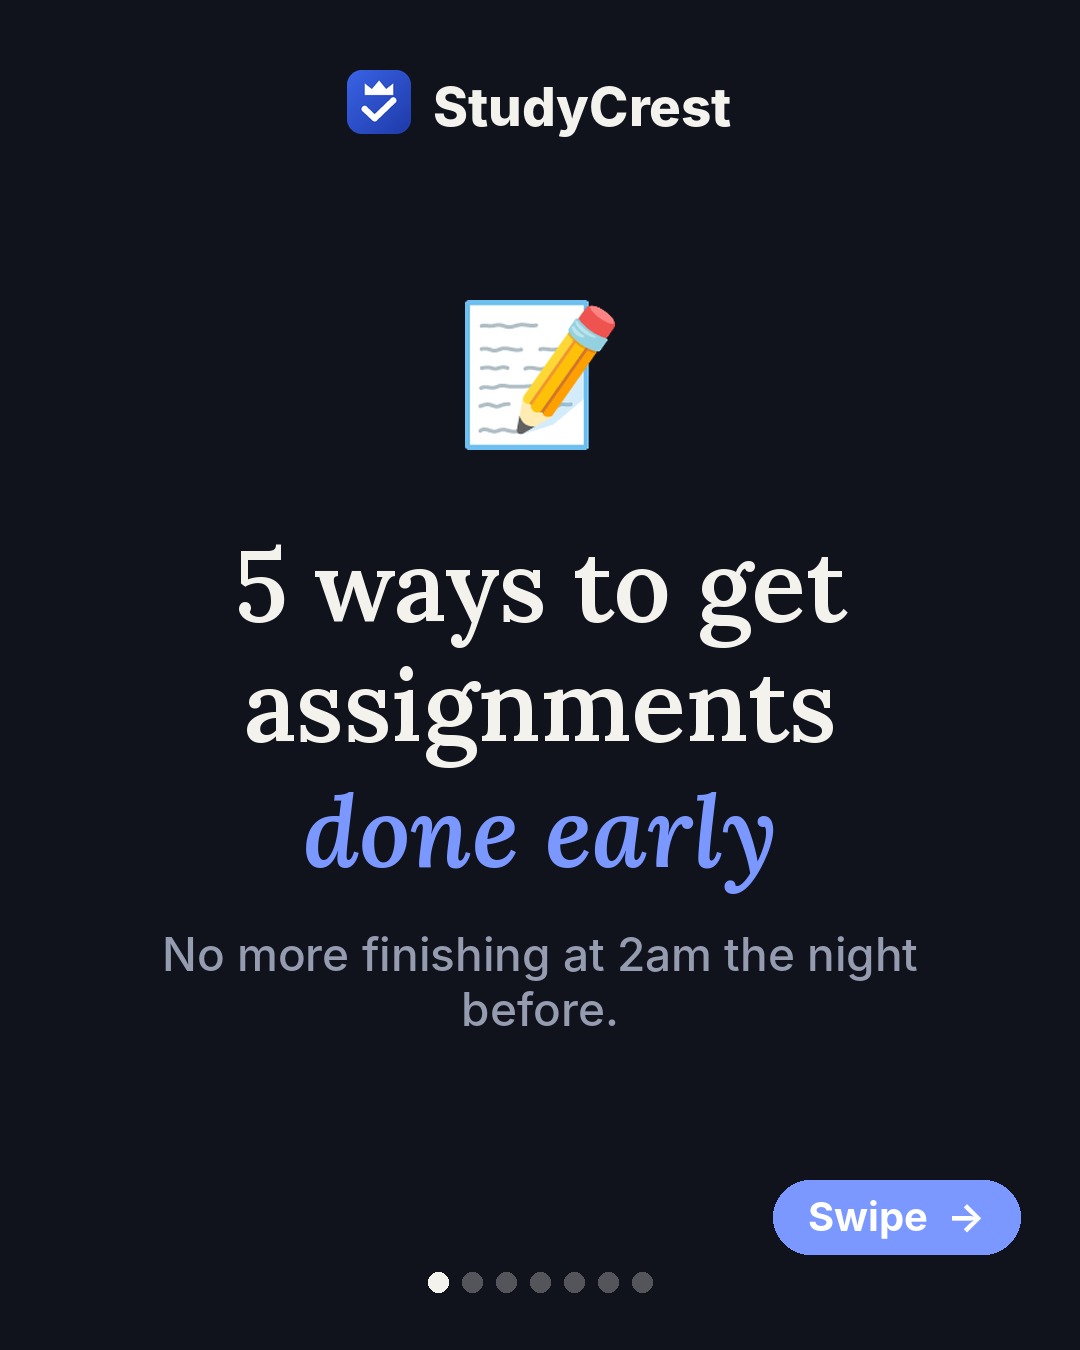 StudyCrest
5 ways to get
assignments
done early
No more finishing at 2am the night
before.
Swipe →